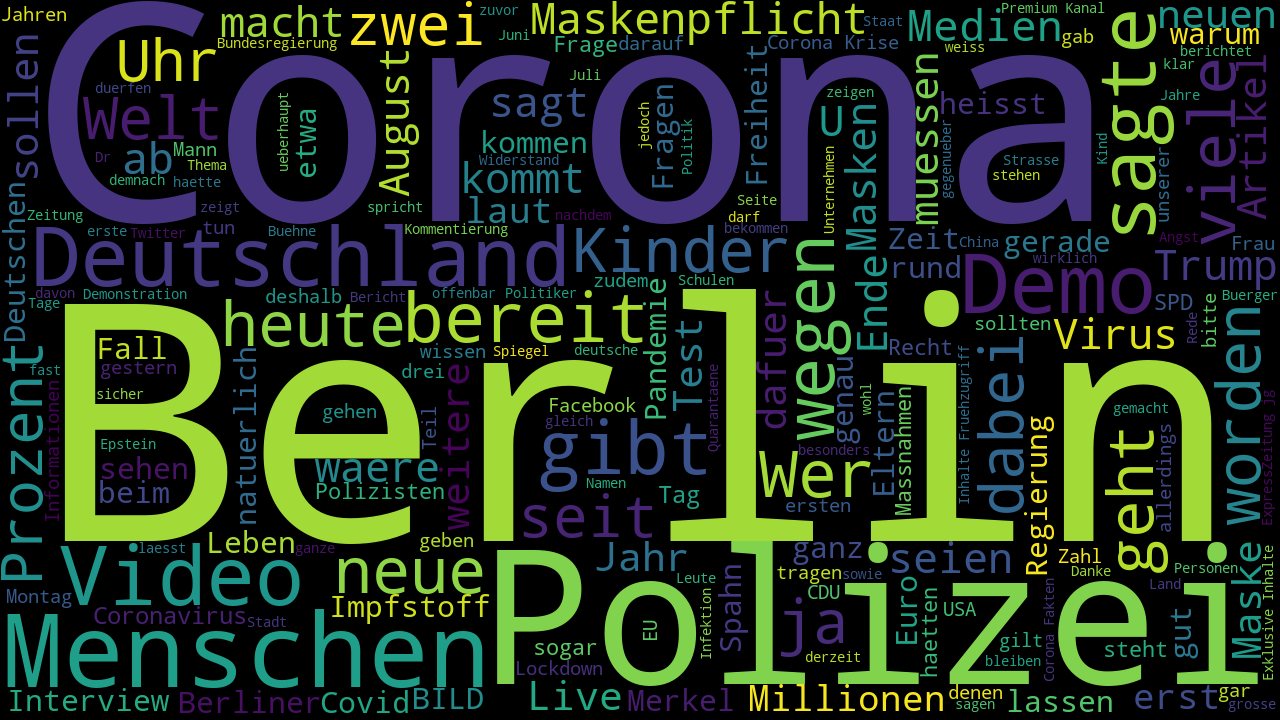 Corona
Berlin
Polizei
Deutschland
Menschen
Video
Demo
Kinder
bereit
heute
gibt
neue
Wer
ja
wegen
sagte
viele
worden
geht
dabei
Prozent
Welt
Uhr
macht
zwei
Maskenpflicht
Medien
neuen
warum
Artikel
Trump
Virus
Jahren
zuvor
Juni
Staat
Premium Kanal
gab
berichtet
klar
Jahre
weiss
Bundesregierung
Frage
darauf
Corona Krise
sollen
duerfen
ab
Mann
Dr
Thema
demnach
haette
ueberhaupt
etwa
August
sagt
kommen
Widerstand
kommt
laut
Juli
Fragen
jedoch
Politik
Freiheit
zeigen
U
Masken
Unternehmen
muessen
heisst
gegenueber
Strasse
stehen
Kind
unserer
Zeitung
zeigt
spricht
nachdem
Seite
darf
bekommen
erste
Twitter
tun
Buehne
Kommentierung
Zeit
China
gerade
Angst
Frau
Deutschen
rund
wirklich
Ende
davon
Demonstration
deshalb
Bericht
offenbar
Politiker
zudem
Schulen
Tage
SPD
Buerger
bitte
Rede
sollten
Fall
gestern
wissen
Spiegel
deutsche
Pandemie
Test
dafuer
genau
Recht
fast
sicher
natuerlich
drei
gehen
Facebook
gleich
Quarantaene
wohl
gemacht
Informationen
Epstein
sehen
beim
Teil
weitere
waere
Polizisten
Namen
Tag
besonders
ersten
Eltern
Massnahmen
Inhalte Fruehzugriff
Regierung
allerdings
ExpressZeitung jg
seit
laesst
Leben
ganze
geben
Jahr
ganz
seien
Zahl
Danke
Personen
Land
Montag
Coronavirus
Stadt
Impfstoff
Leute
tragen
sowie
CDU
Euro
haetten
USA
gilt
bleiben
Corona Fakten
steht
gut
Maske
Exklusive Inhalte
sogar
EU
Infektion
Spahn
derzeit
Lockdown
Interview
Berliner
Covid
BILD
Live
Merkel
Millionen
denen
sagen
lassen
erst
gar
grosse